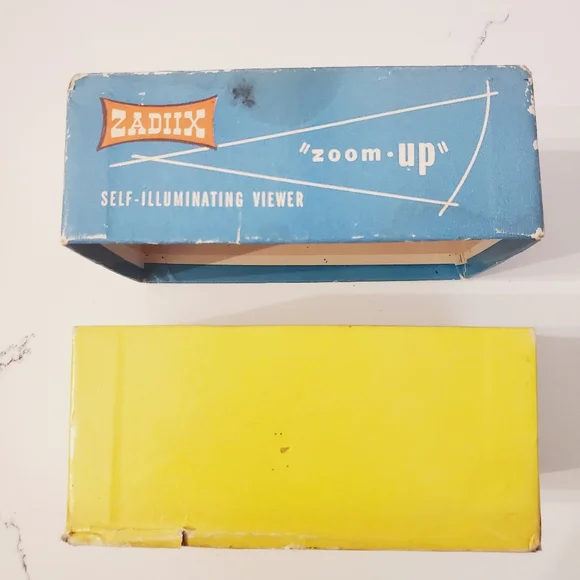 ZADIIX
"zoom·up"
SELF-ILLUMINATING VIEWER